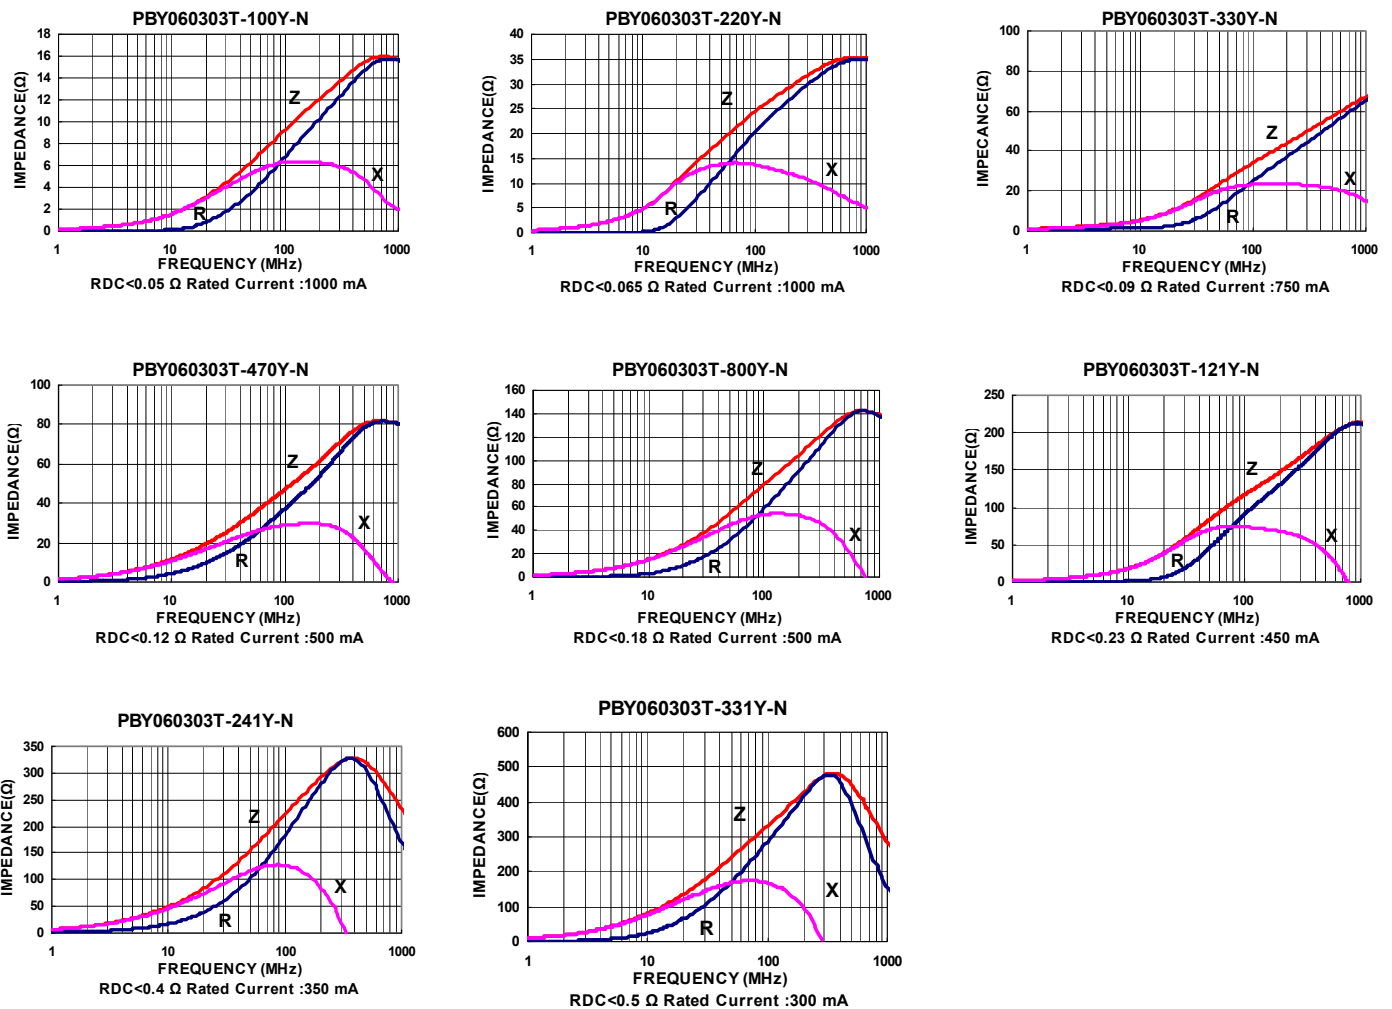 PBY060303T-100Y-N
IMPEDANCE(Ω)
18
16
14
12
10
8
6
4
2
0
Z
X
R
1 10 100 1000
FREQUENCY (MHz)
RDC<0.05 Ω Rated Current :1000 mA
PBY060303T-220Y-N
IMPEDANCE(Ω)
40
35
30
25
20
15
10
5
0
Z
X
R
1 10 100 1000
FREQUENCY (MHz)
RDC<0.065 Ω Rated Current :1000 mA
PBY060303T-330Y-N
IMPECANCE(Ω)
100
80
60
40
20
0
Z
X
R
1 10 100 1000
FREQUENCY (MHz)
RDC<0.09 Ω Rated Current :750 mA
PBY060303T-470Y-N
IMPEDANCE(Ω)
100
80
60
40
20
0
Z
X
R
1 10 100 1000
FREQUENCY (MHz)
RDC<0.12 Ω Rated Current :500 mA
PBY060303T-800Y-N
IMPEDANCE(Ω)
160
140
120
100
80
60
40
20
0
Z
X
R
1 10 100 1000
FREQUENCY (MHz)
RDC<0.18 Ω Rated Current :500 mA
PBY060303T-121Y-N
IMPEDANCE(Ω)
250
200
150
100
50
0
Z
X
R
1 10 100 1000
FREQUENCY (MHz)
RDC<0.23 Ω Rated Current :450 mA
PBY060303T-241Y-N
IMPEDANCE(Ω)
350
300
250
200
150
100
50
0
Z
X
R
1 10 100 1000
FREQUENCY (MHz)
RDC<0.4 Ω Rated Current :350 mA
PBY060303T-331Y-N
IMPEDANCE(Ω)
600
500
400
300
200
100
0
Z
X
R
1 10 100 1000
FREQUENCY (MHz)
RDC<0.5 Ω Rated Current :300 mA